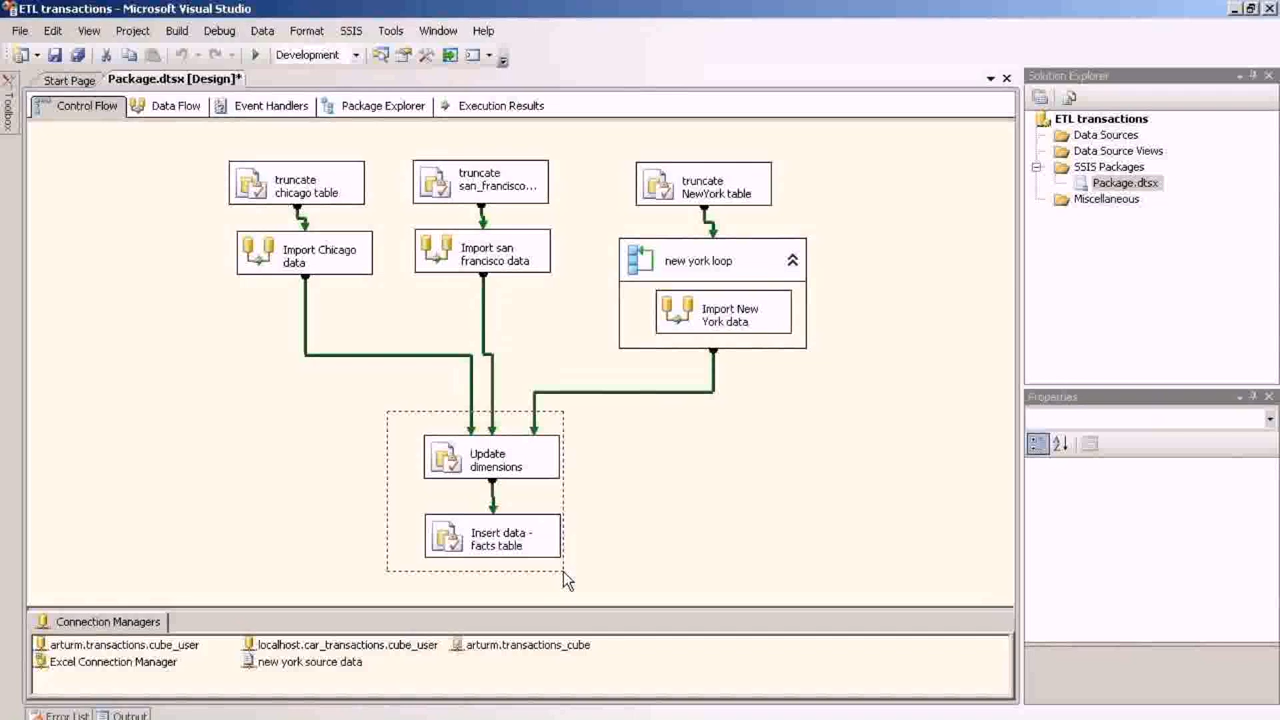 ETL transactions - Microsoft Visual Studio
File Edit View Project Build Debug Data Format SSIS Tools Window Help
Development
Toolbox
Start Page Package.dtsx [Design]*
Control Flow Data Flow Event Handlers Package Explorer Execution Results
truncate
chicago table
truncate
san_francisco...
truncate
NewYork table
Import Chicago
data
Import san
francisco data
new york loop
Import New
York data
Update
dimensions
Insert data -
facts table
Connection Managers
arturm.transactions.cube_user localhost.car_transactions.cube_user arturm.transactions_cube
Excel Connection Manager new york source data
Error List Output
Solution Explorer
ETL transactions
Data Sources
Data Source Views
SSIS Packages
Package.dtsx
Miscellaneous
Properties